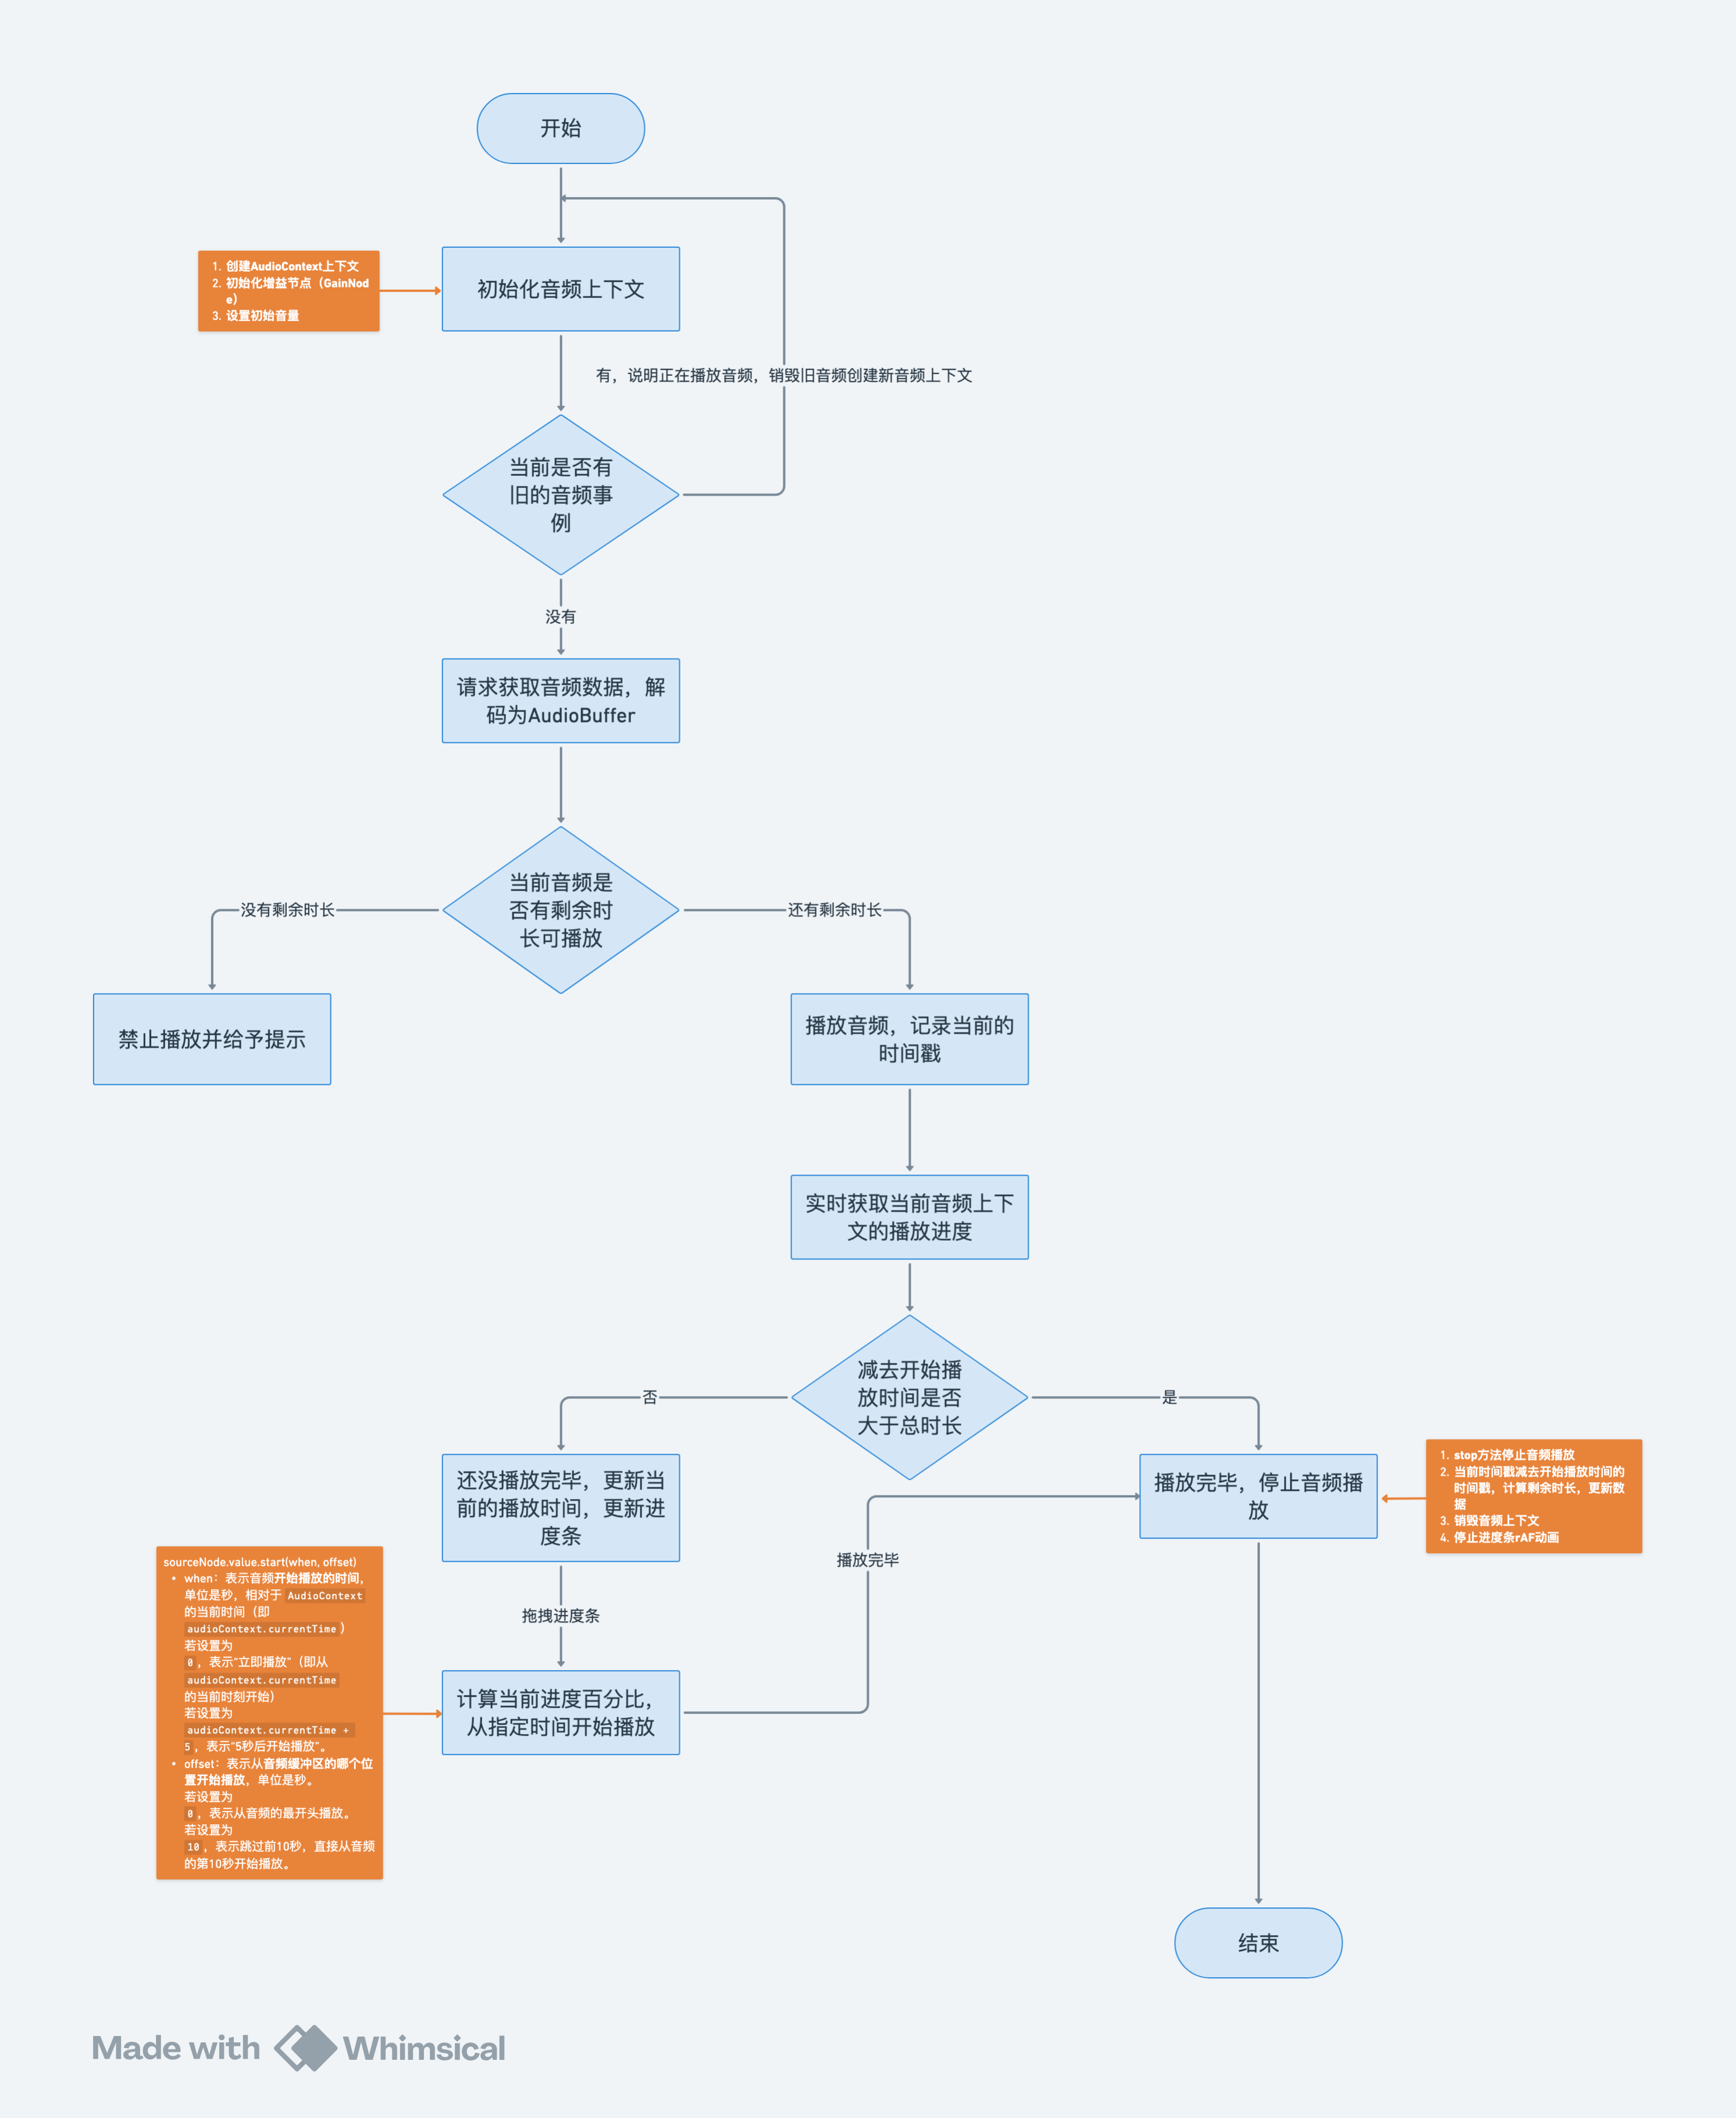 开始
1. 创建AudioContext上下文
2. 初始化增益节点（GainNod
e）
3. 设置初始音量
初始化音频上下文
有，说明正在播放音频，销毁旧音频创建新音频上下文
当前是否有
旧的音频事
例
没有
请求获取音频数据，解
码为AudioBuffer
当前音频是
否有剩余时
长可播放
没有剩余时长
还有剩余时长
禁止播放并给予提示
播放音频，记录当前的
时间戳
实时获取当前音频上下
文的播放进度
减去开始播
放时间是否
大于总时长
否
是
还没播放完毕，更新当
前的播放时间，更新进
度条
播放完毕，停止音频播
放
1. stop方法停止音频播放
2. 当前时间戳减去开始播放时间的
时间戳，计算剩余时长，更新数
据
3. 销毁音频上下文
4. 停止进度条rAF动画
播放完毕
拖拽进度条
sourceNode.value.start(when, offset)
• when：表示音频开始播放的时间，
单位是秒，相对于 AudioContext
的当前时间（即
audioContext.currentTime）
若设置为
0，表示“立即播放”（即从
audioContext.currentTime
的当前时刻开始）
若设置为
audioContext.currentTime +
5，表示“5秒后开始播放”。
• offset：表示从音频缓冲区的哪个位
置开始播放，单位是秒。
若设置为
0，表示从音频的最开头播放。
若设置为
10，表示跳过前10秒，直接从音频
的第10秒开始播放。
计算当前进度百分比，
从指定时间开始播放
结束
Made with Whimsical